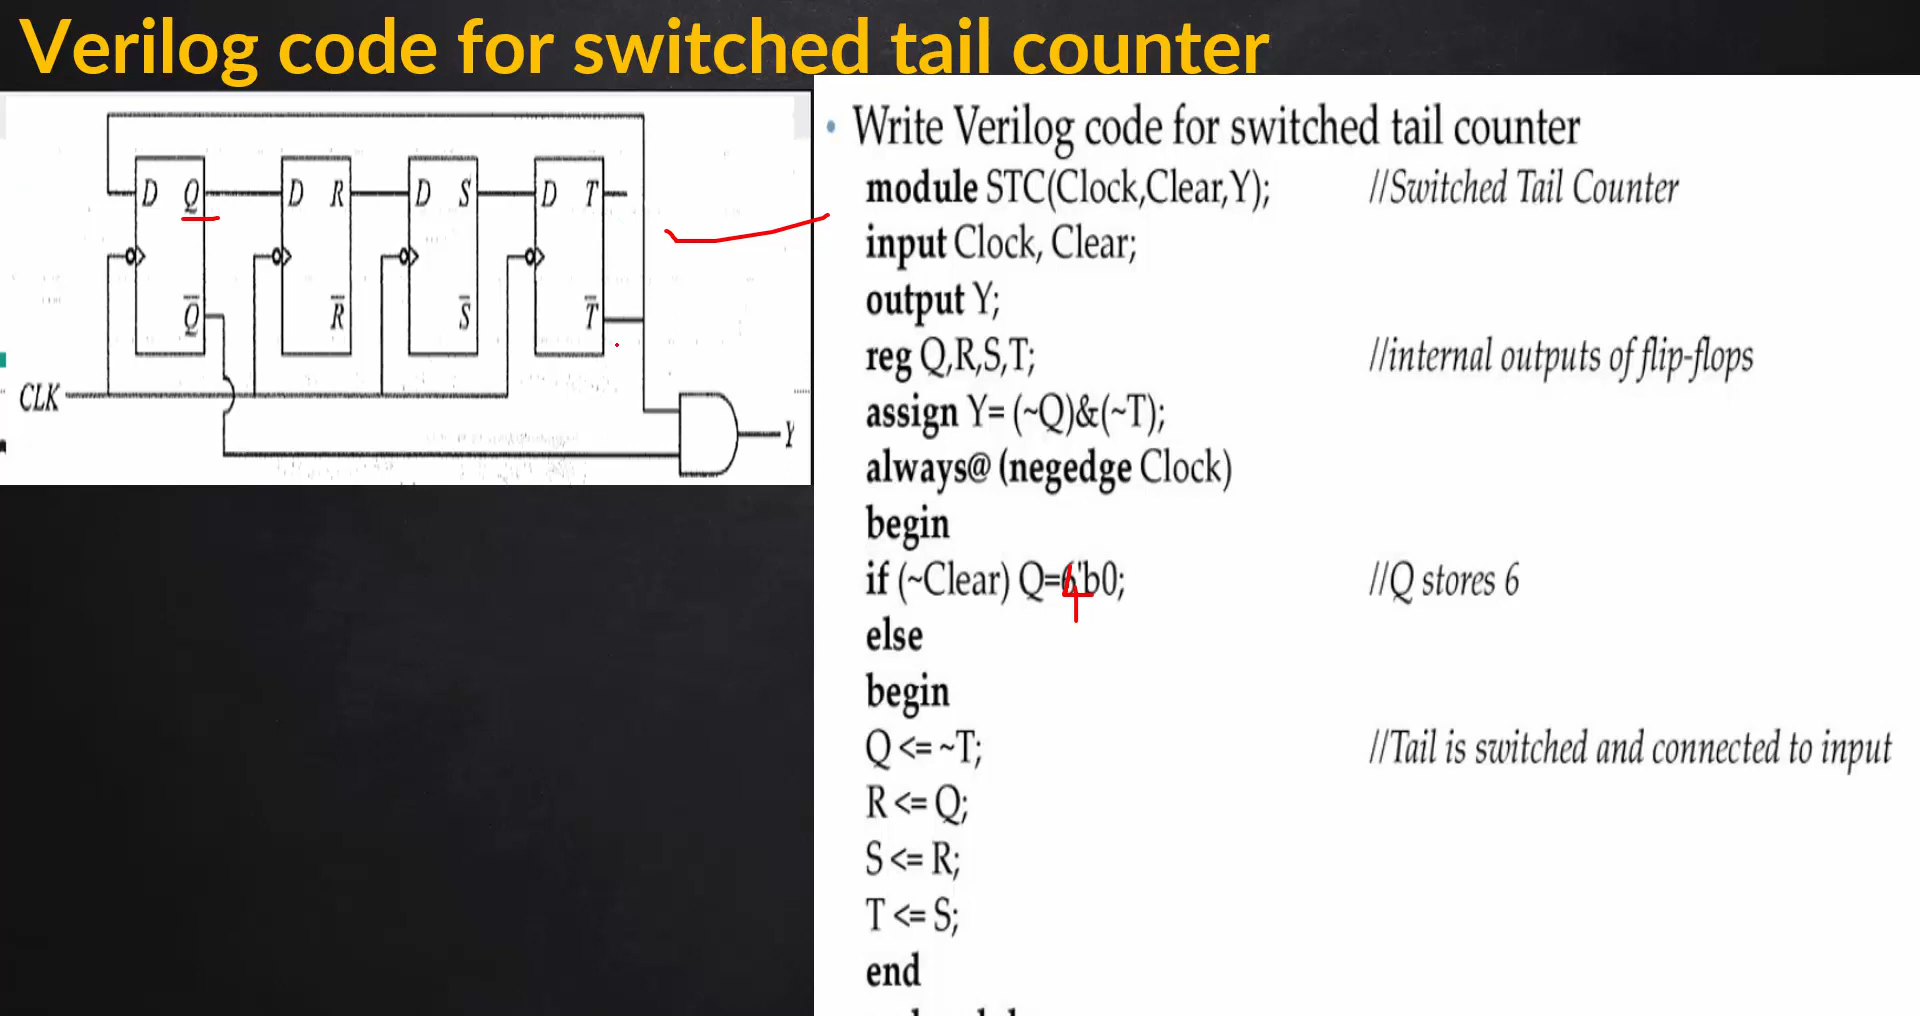 Verilog code for switched tail counter
D Q D R D S D T
Q̅ R̅ S̅ T̅
CLK
Y
• Write Verilog code for switched tail counter
module STC(Clock,Clear,Y); //Switched Tail Counter
input Clock, Clear;
output Y;
reg Q,R,S,T; //internal outputs of flip-flops
assign Y= (~Q)&(~T);
always@ (negedge Clock)
begin
if (~Clear) Q=6'b0; //Q stores 6
4
else
begin
Q <= ~T; //Tail is switched and connected to input
R <= Q;
S <= R;
T <= S;
end